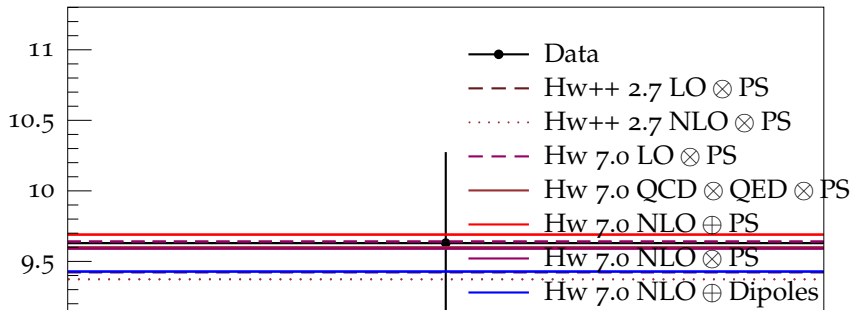 11
10.5
10
9.5
Data
Hw++ 2.7 LO ⊗ PS
Hw++ 2.7 NLO ⊗ PS
Hw 7.0 LO ⊗ PS
Hw 7.0 QCD ⊗ QED ⊗ PS
Hw 7.0 NLO ⊕ PS
Hw 7.0 NLO ⊗ PS
Hw 7.0 NLO ⊕ Dipoles